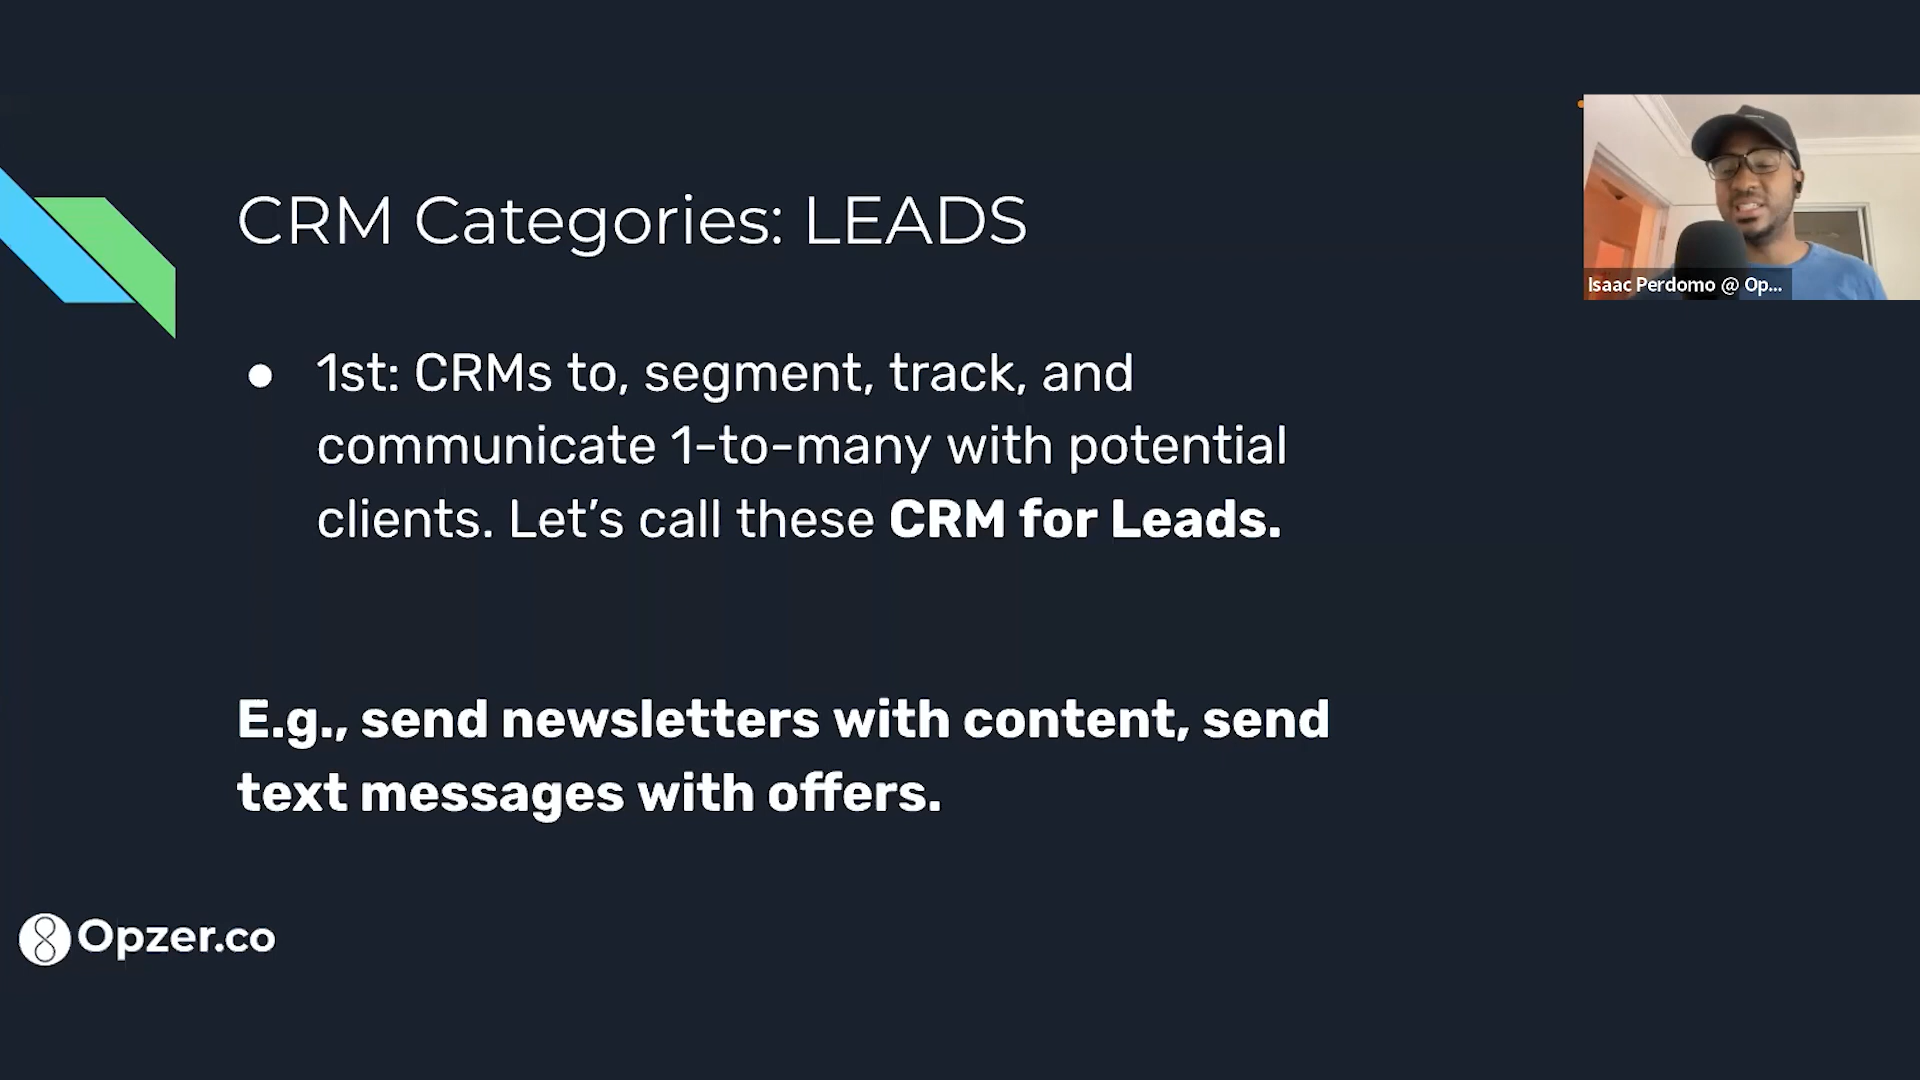 CRM Categories: LEADS
● 1st: CRMs to, segment, track, and
communicate 1-to-many with potential
clients. Let’s call these CRM for Leads.
E.g., send newsletters with content, send
text messages with offers.
Opzer.co
Isaac Perdomo @ Op...